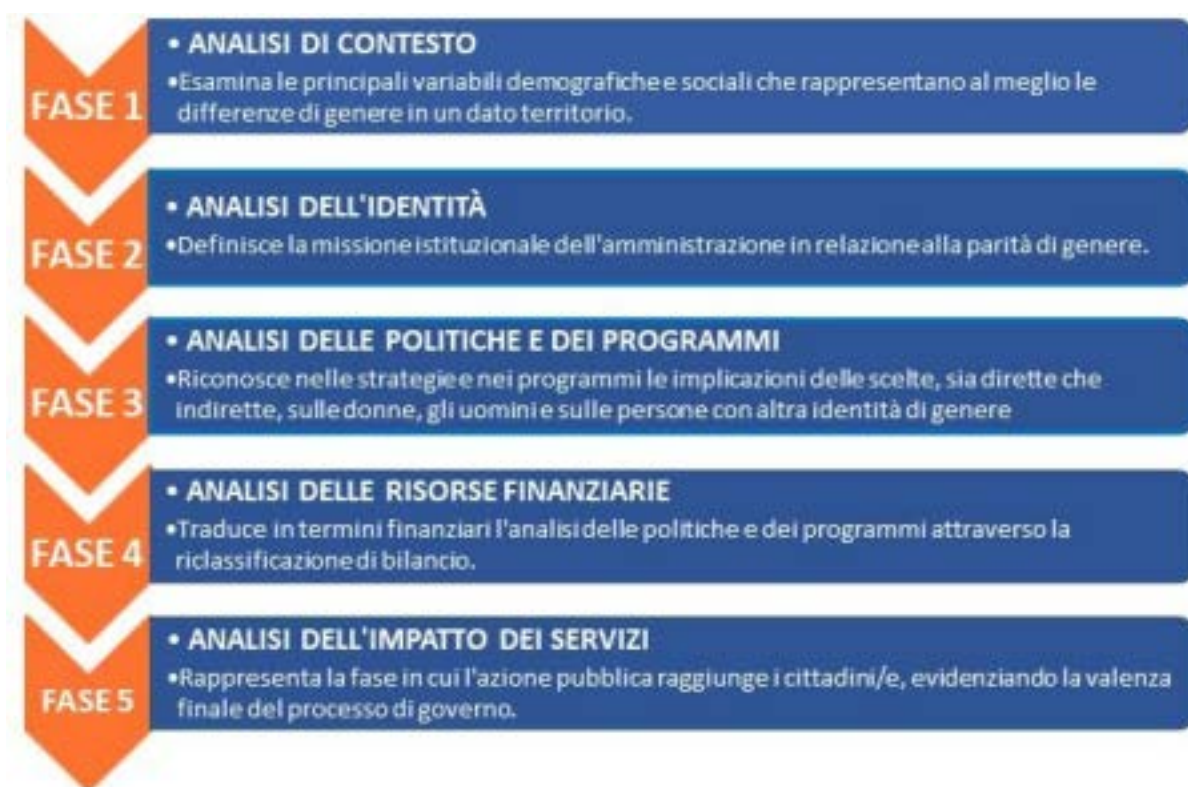 FASE 1
• ANALISI DI CONTESTO
•Esamina le principali variabili demografiche e sociali che rappresentano al meglio le
differenze di genere in un dato territorio.
FASE 2
• ANALISI DELL'IDENTITÀ
•Definisce la missione istituzionale dell'amministrazione in relazione alla parità di genere.
FASE 3
• ANALISI DELLE POLITICHE E DEI PROGRAMMI
•Riconosce nelle strategie e nei programmi le implicazioni delle scelte, sia dirette che
indirette, sulle donne, gli uomini e sulle persone con altra identità di genere
FASE 4
• ANALISI DELLE RISORSE FINANZIARIE
•Traduce in termini finanziari l'analisi delle politiche e dei programmi attraverso la
riclassificazione di bilancio.
FASE 5
• ANALISI DELL'IMPATTO DEI SERVIZI
•Rappresenta la fase in cui l'azione pubblica raggiunge i cittadini/e, evidenziando la valenza
finale del processo di governo.